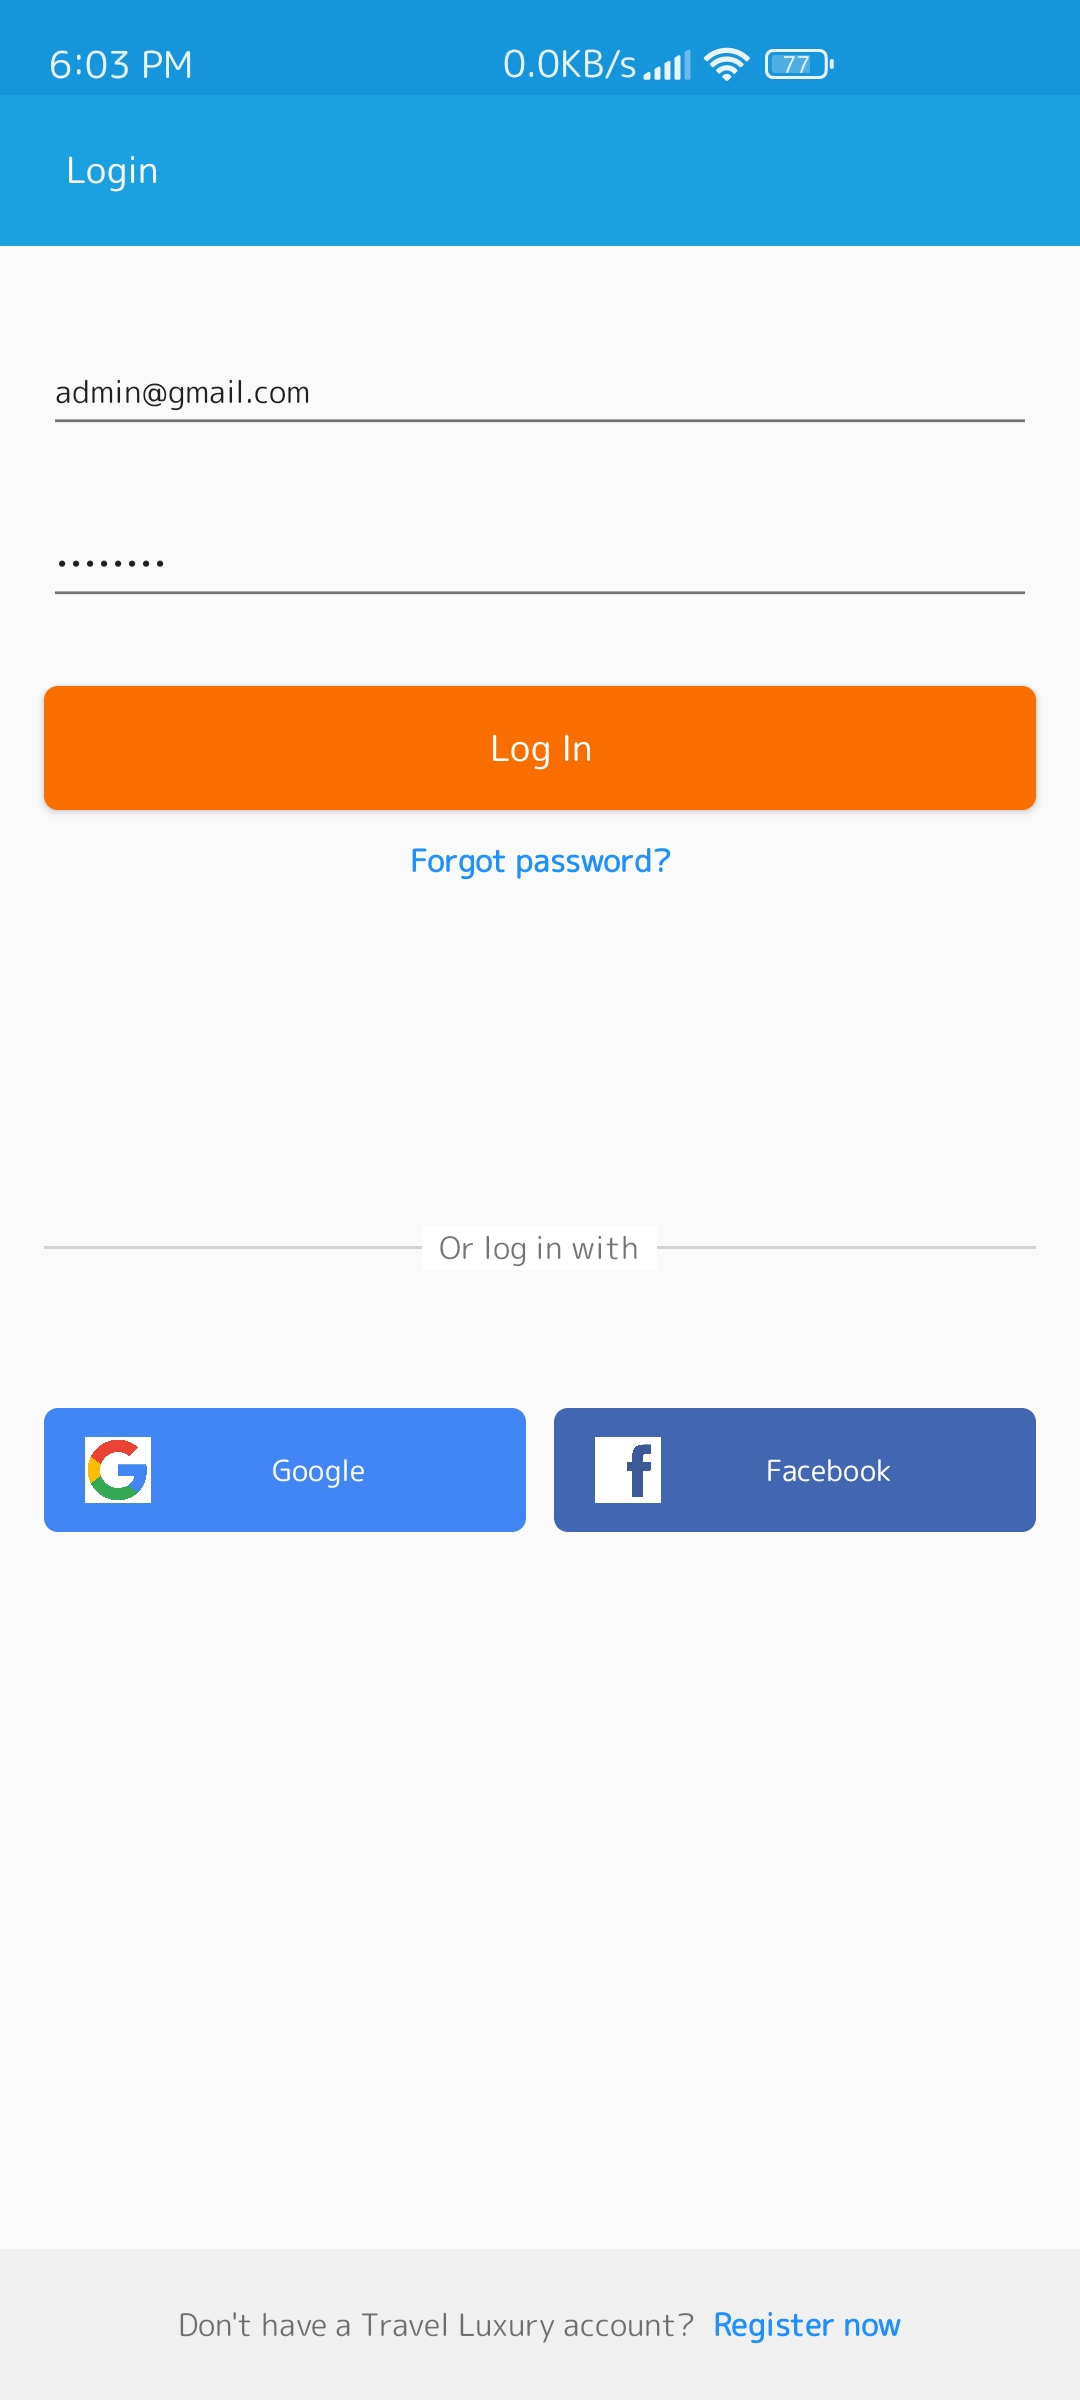 6:03 PM 0.0KB/s 77
Login
admin@gmail.com
••••••••
Log In
Forgot password?
Or log in with
Google Facebook
Don't have a Travel Luxury account? Register now